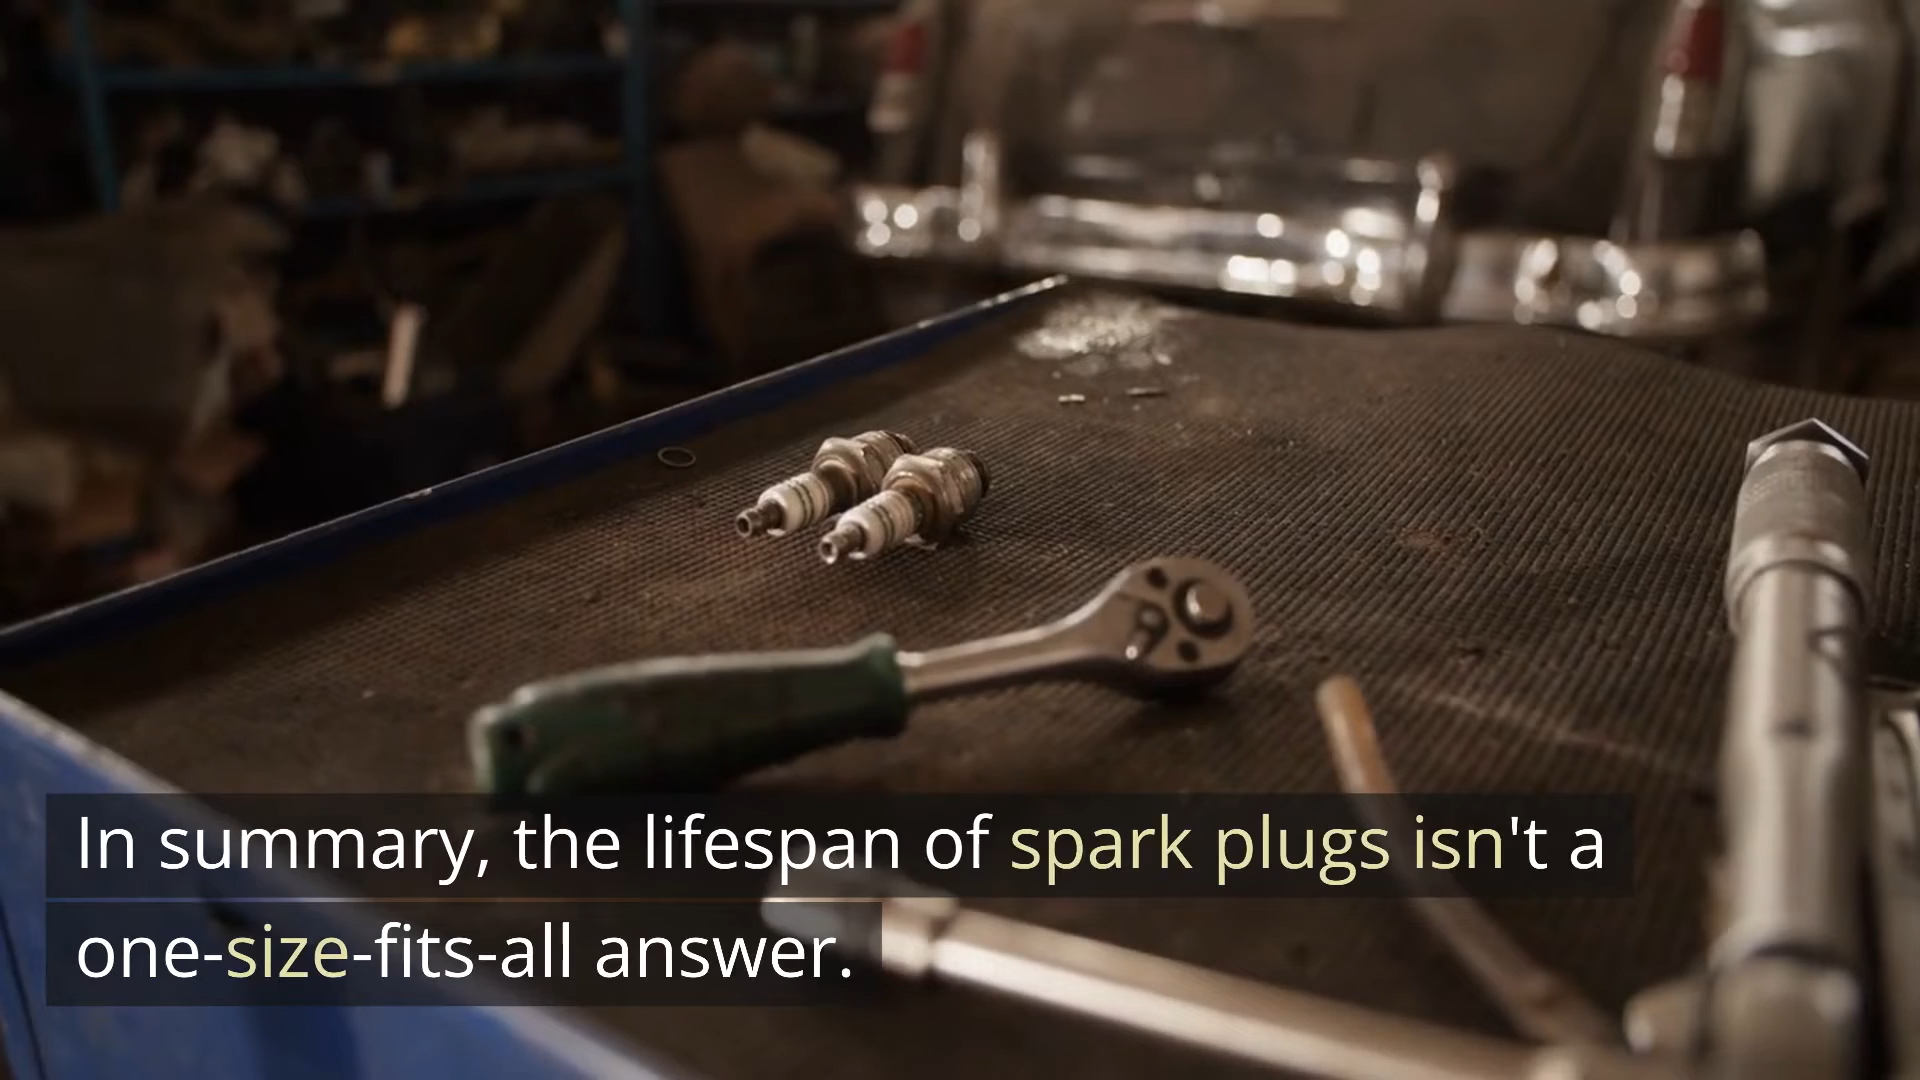 In summary, the lifespan of spark plugs isn't a
one-size-fits-all answer.